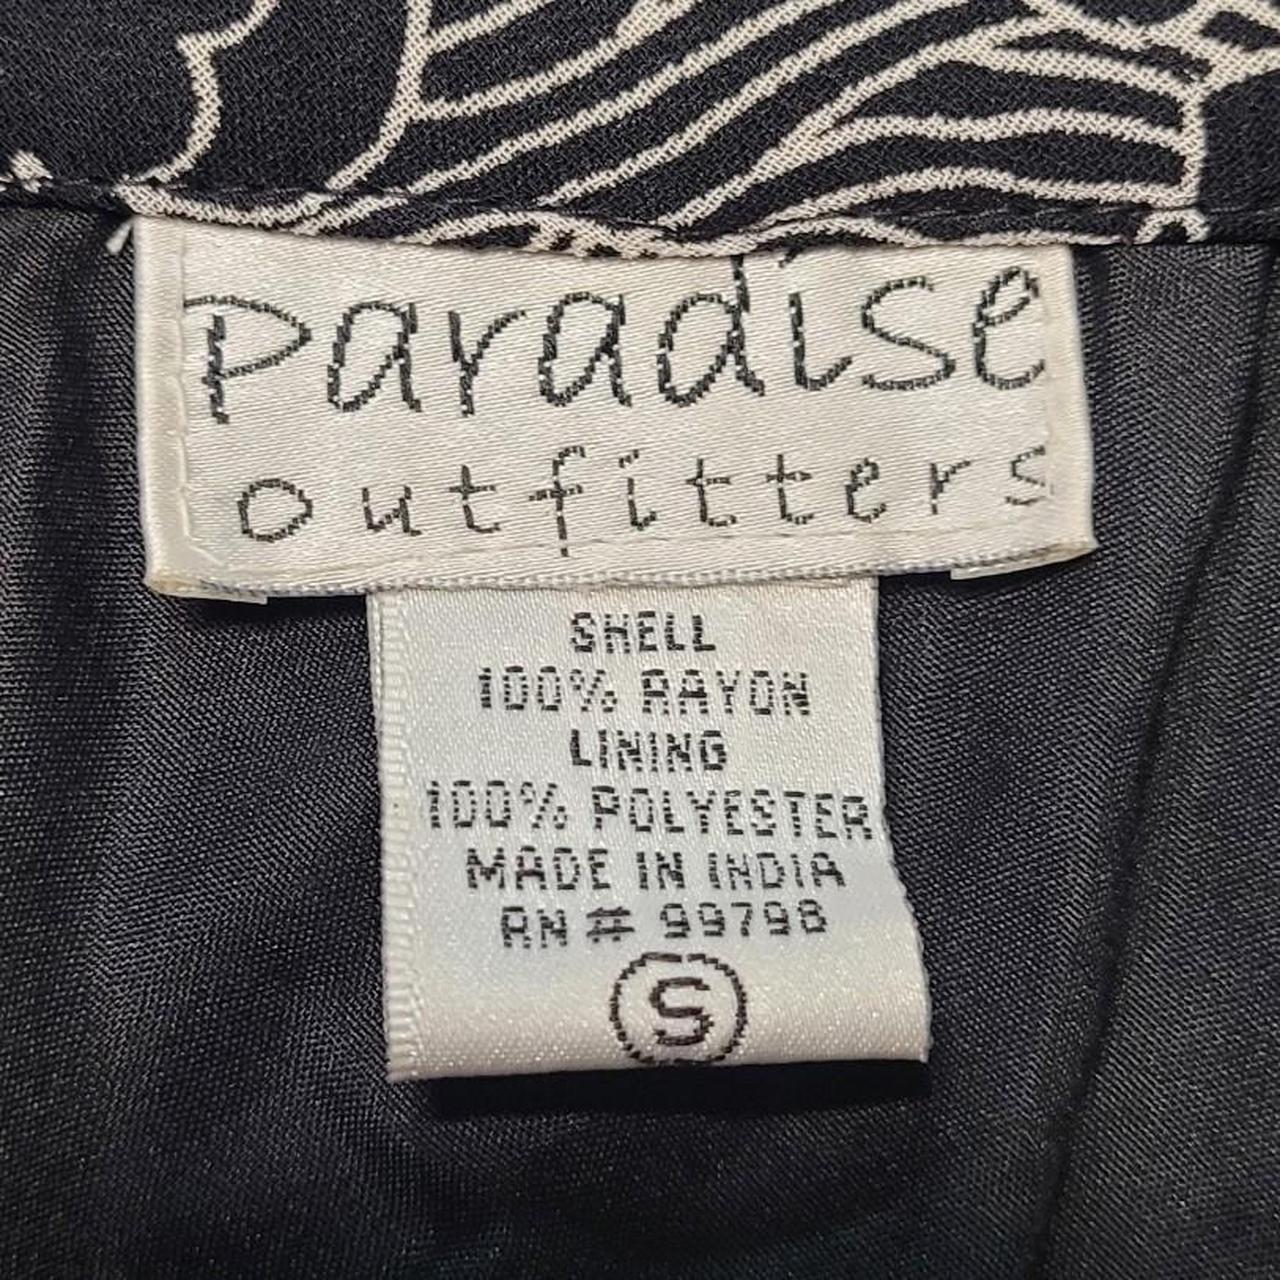 Paradise
outfitters
SHELL
100% RAYON
LINING
100% POLYESTER
MADE IN INDIA
RN # 99798
S